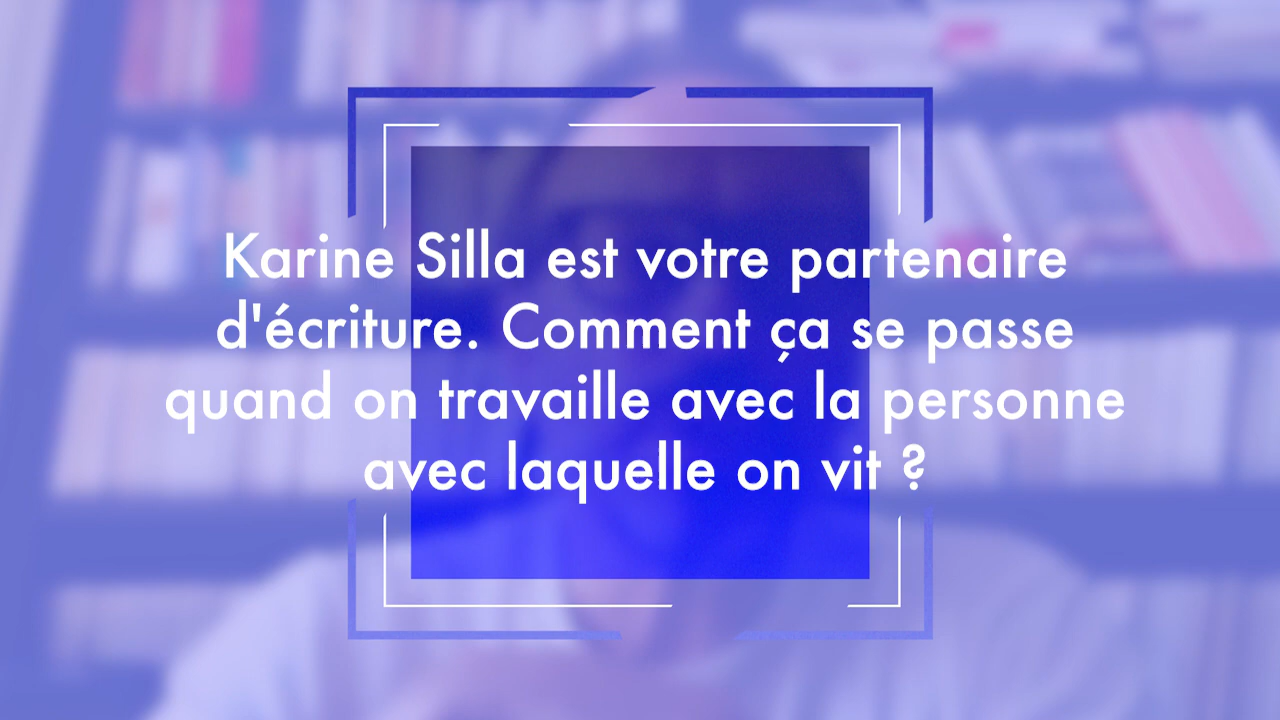 Karine Silla est votre partenaire
d'écriture. Comment ça se passe
quand on travaille avec la personne
avec laquelle on vit ?